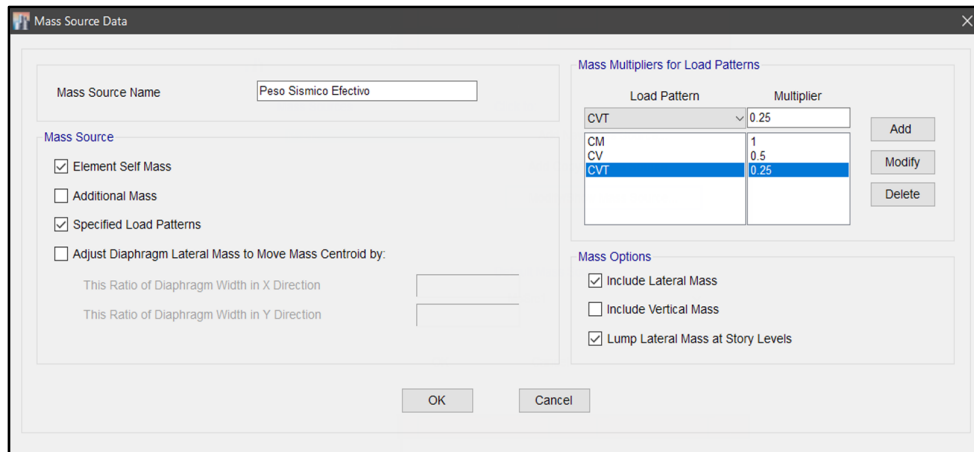 Mass Source Data
Mass Source Name
Peso Sismico Efectivo
Mass Source
Element Self Mass
Additional Mass
Specified Load Patterns
Adjust Diaphragm Lateral Mass to Move Mass Centroid by:
This Ratio of Diaphragm Width in X Direction
This Ratio of Diaphragm Width in Y Direction
Mass Multipliers for Load Patterns
Load Pattern Multiplier
CVT 0.25
CM 1
CV 0.5
CVT 0.25
Add
Modify
Delete
Mass Options
Include Lateral Mass
Include Vertical Mass
Lump Lateral Mass at Story Levels
OK Cancel